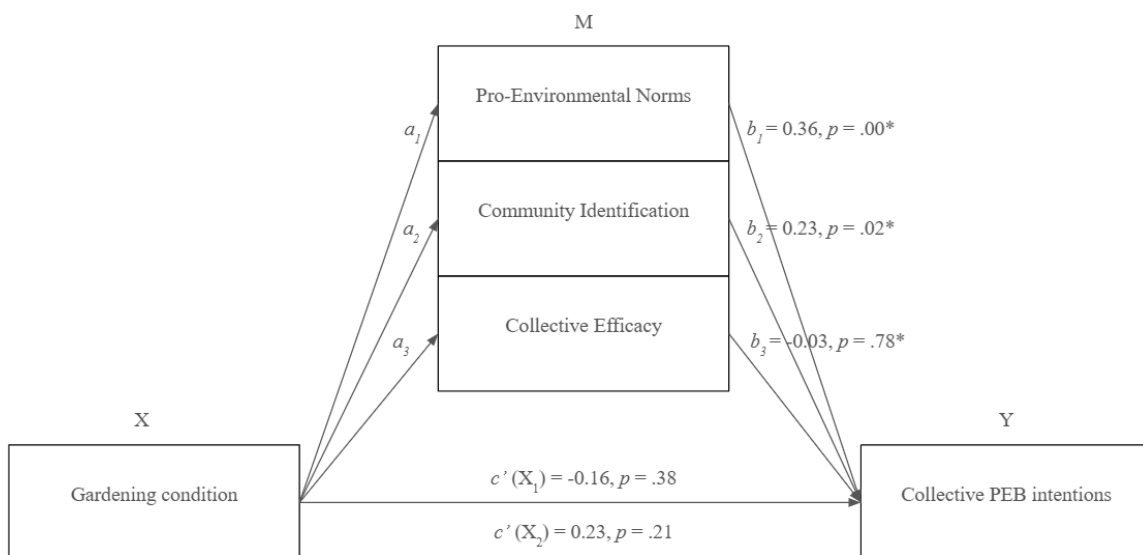 M
Pro-Environmental Norms
a₁
b₁ = 0.36, p = .00*
Community Identification
a₂
b₂ = 0.23, p = .02*
Collective Efficacy
a₃
b₃ = -0.03, p = .78*
X
Y
Gardening condition
c’ (X₁) = -0.16, p = .38
Collective PEB intentions
c’ (X₂) = 0.23, p = .21